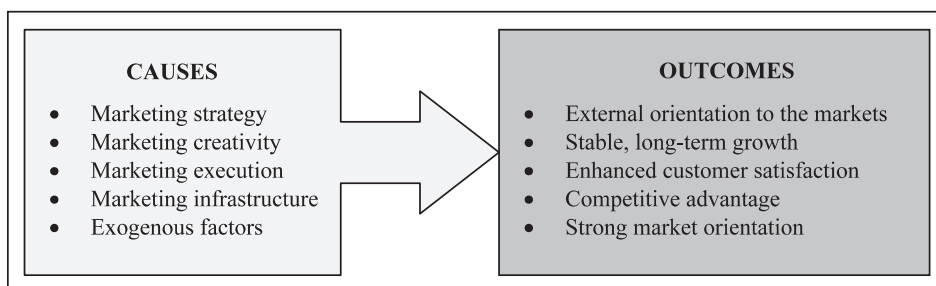 CAUSES
• Marketing strategy
• Marketing creativity
• Marketing execution
• Marketing infrastructure
• Exogenous factors
OUTCOMES
• External orientation to the markets
• Stable, long-term growth
• Enhanced customer satisfaction
• Competitive advantage
• Strong market orientation